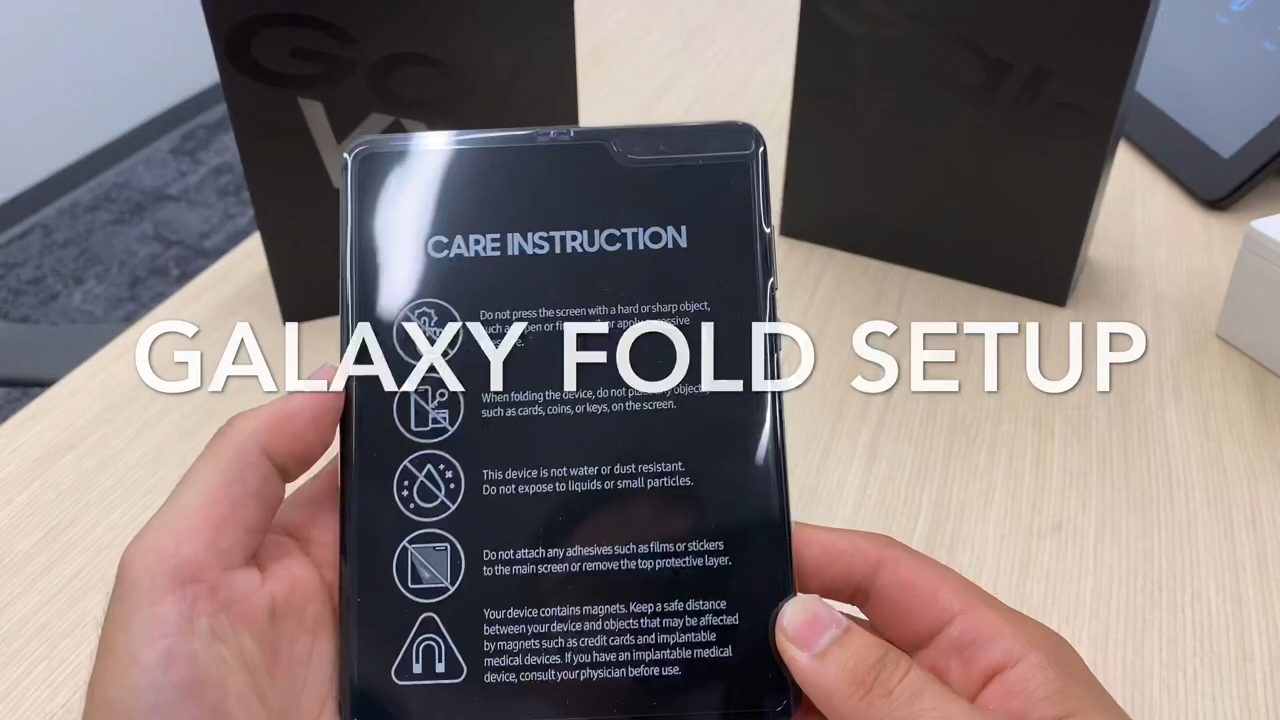 CARE INSTRUCTION
Do not press the screen with a hard or sharp object,
pen or
GALAXY FOLD SETUP
When folding the device, do not place any objects
such as cards, coins, or keys, on the screen.
This device is not water or dust resistant.
Do not expose to liquids or small particles.
Do not attach any adhesives such as films or stickers
to the main screen or remove the top protective layer.
Your device contains magnets. Keep a safe distance
between your device and objects that may be affected
by magnets such as credit cards and implantable
medical devices. If you have an implantable medical
device, consult your physician before use.